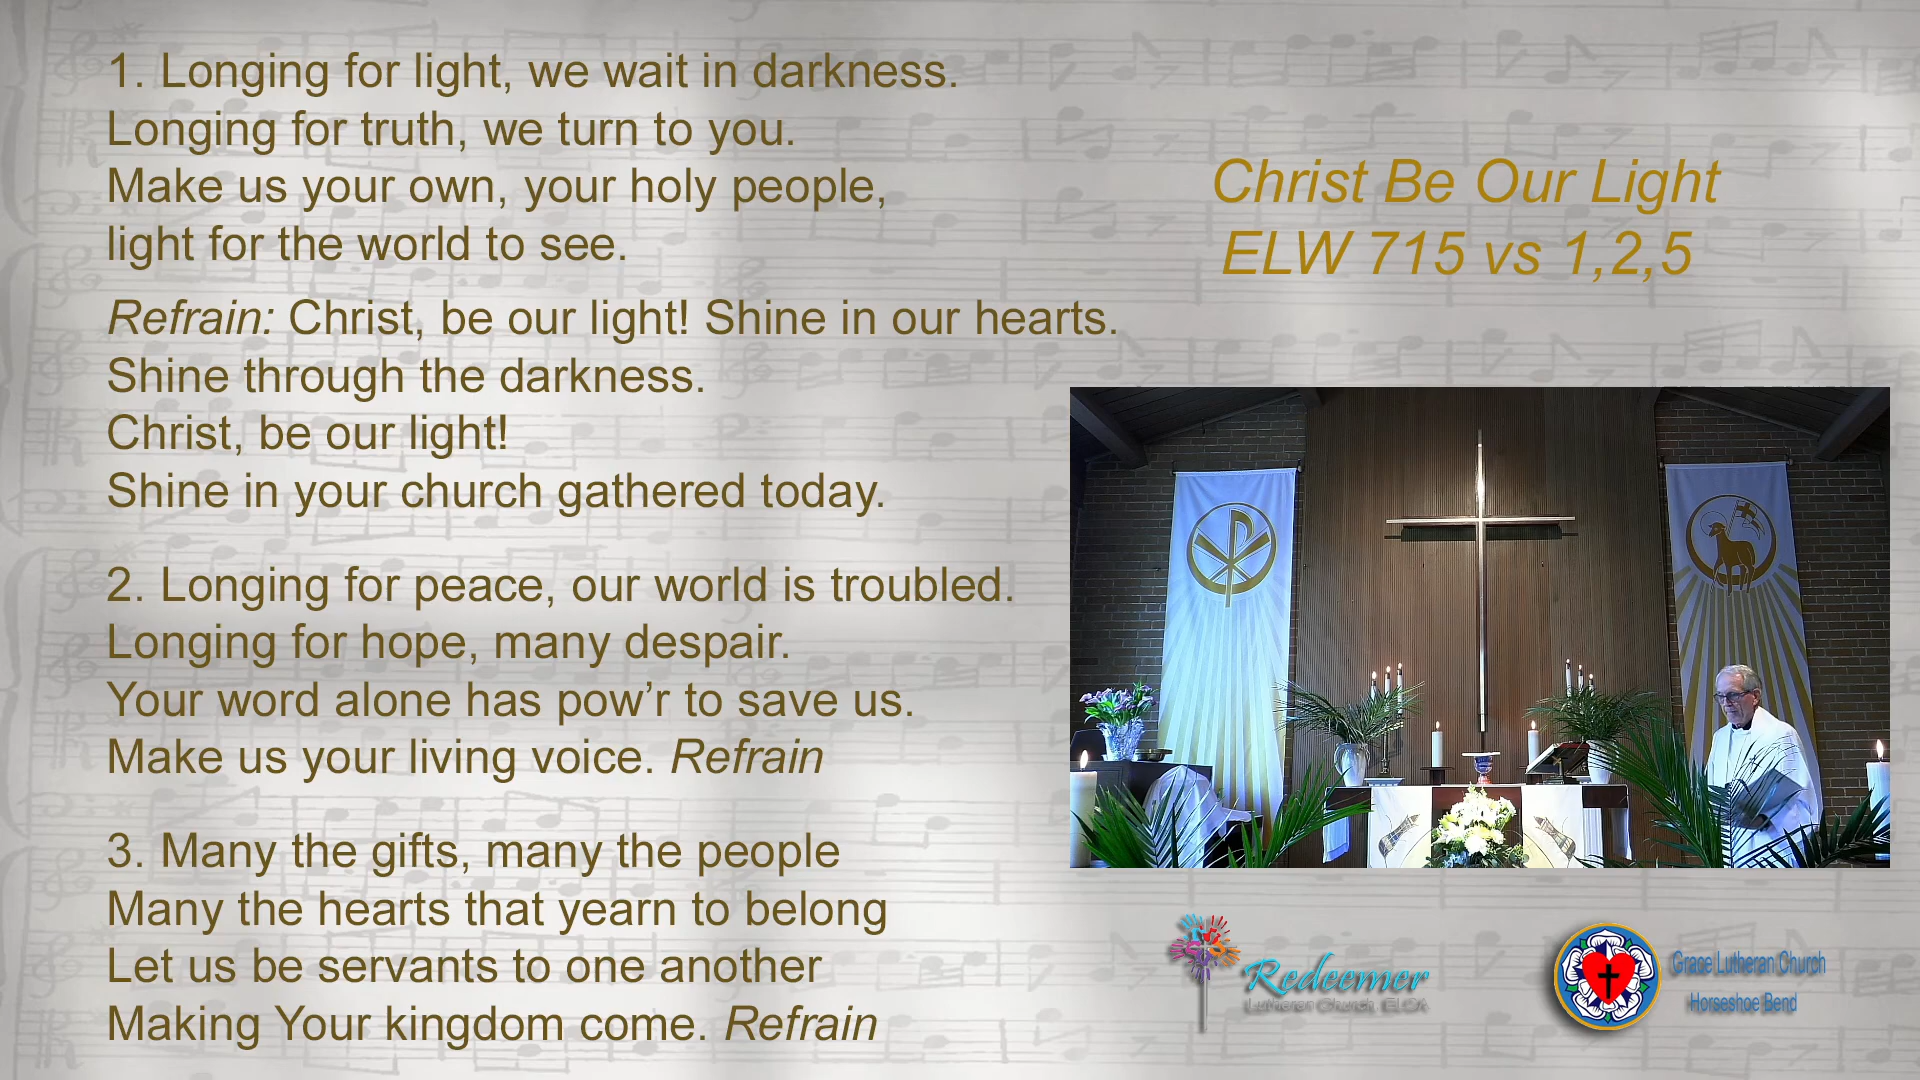 1. Longing for light, we wait in darkness.
Longing for truth, we turn to you.
Make us your own, your holy people,
light for the world to see.
Refrain: Christ, be our light! Shine in our hearts.
Shine through the darkness.
Christ, be our light!
Shine in your church gathered today.
2. Longing for peace, our world is troubled.
Longing for hope, many despair.
Your word alone has pow’r to save us.
Make us your living voice. Refrain
3. Many the gifts, many the people
Many the hearts that yearn to belong
Let us be servants to one another
Making Your kingdom come. Refrain
Christ Be Our Light
ELW 715 vs 1,2,5
Redeemer
Lutheran Church, ELCA
Grace Lutheran Church
Horseshoe Bend